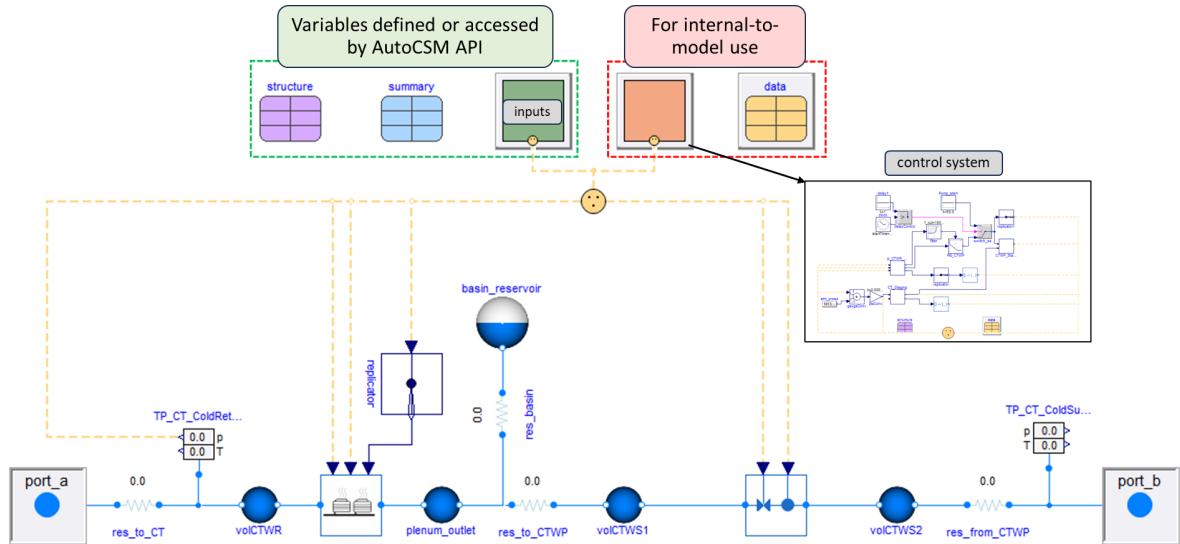 Variables defined or accessed
by AutoCSM API
For internal-to-
model use
structure
summary
inputs
data
control system
structure
data
basin_reservoir
replicator
0.0
res_basin
TP_CT_ColdRet...
0.0 p
0.0 T
TP_CT_ColdSu...
p 0.0
T 0.0
port_a
0.0
res_to_CT
volCTWR
plenum_outlet
0.0
res_to_CTWP
volCTWS1
volCTWS2
0.0
res_from_CTWP
port_b